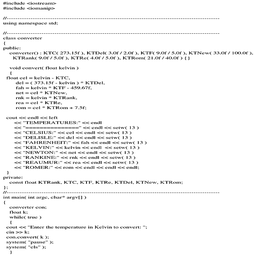 #include <iostream>
#include <iomanip>
//--------------------------------------------------------------------------------
using namespace std;
//--------------------------------------------------------------------------------
class converter
{
public:
converter() : KTC( 273.15f ), KTDel( 3.0f / 2.0f ), KTF( 9.0f / 5.0f ), KTNew( 33.0f / 100.0f ),
KTRank( 9.0f / 5.0f ), KTRe( 4.0f / 5.0f ), KTRom( 21.0f / 40.0f ) { }
void convert( float kelvin )
{
float cel = kelvin - KTC,
del = ( 373.15f - kelvin ) * KTDel,
fah = kelvin * KTF - 459.67f,
net = cel * KTNew,
rnk = kelvin * KTRank,
rea = cel * KTRe,
rom = cel * KTRom + 7.5f;
cout << endl << left
<< "TEMPERATURES:" << endl
<< "===============" << endl << setw( 13 )
<< "CELSIUS:" << cel << endl << setw( 13 )
<< "DELISLE:" << del << endl << setw( 13 )
<< "FAHRENHEIT:" << fah << endl << setw( 13 )
<< "KELVIN:" << kelvin << endl << setw( 13 )
<< "NEWTON:" << net << endl << setw( 13 )
<< "RANKINE:" << rnk << endl << setw( 13 )
<< "REAUMUR:" << rea << endl << setw( 13 )
<< "ROMER:" << rom << endl << endl << endl;
}
private:
const float KTRank, KTC, KTF, KTRe, KTDel, KTNew, KTRom;
};
//--------------------------------------------------------------------------------
int main( int argc, char* argv[] )
{
converter con;
float k;
while( true )
{
cout << "Enter the temperature in Kelvin to convert: ";
cin >> k;
con.convert( k );
system( "pause" );
system( "cls" );
}